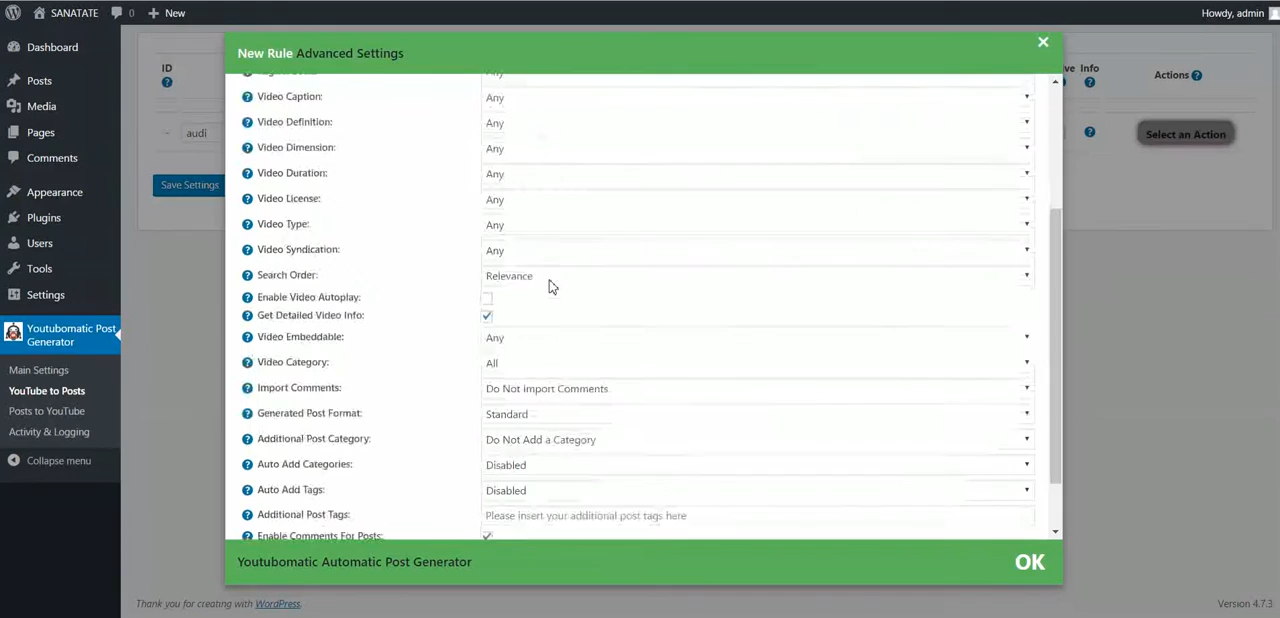 SANATATE 0 New Howdy, admin
New Rule Advanced Settings
Dashboard
Posts
Media
Pages
Comments
Appearance
Plugins
Users
Tools
Settings
Youtubomatic Post
Generator
Main Settings
YouTube to Posts
Posts to YouTube
Activity & Logging
Collapse menu
ID
Info
Actions
audi
Select an Action
Save Settings
Any
Video Caption: Any
Video Definition: Any
Video Dimension: Any
Video Duration: Any
Video License: Any
Video Type: Any
Video Syndication: Any
Search Order: Relevance
Enable Video Autoplay:
Get Detailed Video Info:
Video Embeddable: Any
Video Category: All
Import Comments: Do Not Import Comments
Generated Post Format: Standard
Additional Post Category: Do Not Add a Category
Auto Add Categories: Disabled
Auto Add Tags: Disabled
Additional Post Tags: Please insert your additional post tags here
Enable Comments For Posts:
Youtubomatic Automatic Post Generator OK
Thank you for creating with WordPress. Version 4.7.3